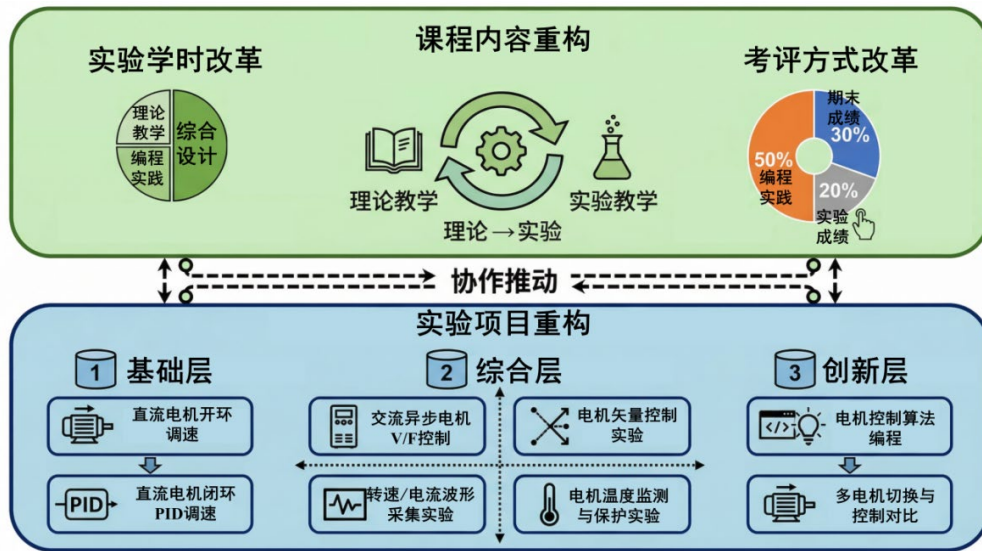 课程内容重构
实验学时改革
理论
教学
编程
实践
综合
设计
理论教学
实验教学
理论→实验
考评方式改革
期末
成绩
30%
50%
编程
实践
20%
实验
成绩
协作推动
实验项目重构
1 基础层
直流电机开环
调速
PID
直流电机闭环
PID调速
2 综合层
交流异步电机
V/F控制
电机矢量控制
实验
转速/电流波形
采集实验
电机温度监测
与保护实验
3 创新层
</>
电机控制算法
编程
多电机切换与
控制对比